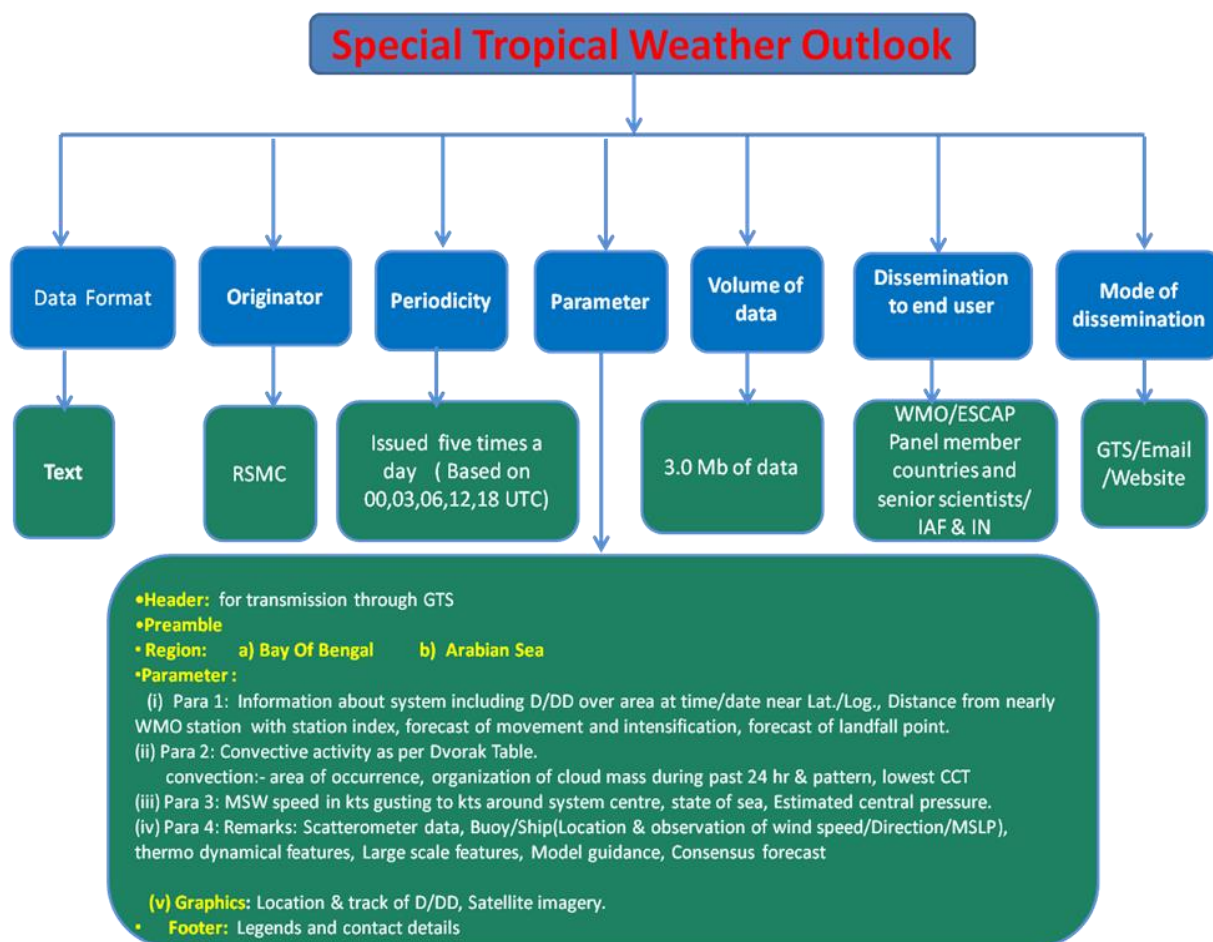 Special Tropical Weather Outlook
Data Format
Originator
Periodicity
Parameter
Volume of
data
Dissemination
to end user
Mode of
dissemination
Text
RSMC
Issued five times a
day ( Based on
00,03,06,12,18 UTC)
3.0 Mb of data
WMO/ESCAP
Panel member
countries and
senior scientists/
IAF & IN
GTS/Email
/Website
•Header: for transmission through GTS
•Preamble
• Region: a) Bay Of Bengal b) Arabian Sea
•Parameter :
(i) Para 1: Information about system including D/DD over area at time/date near Lat./Log., Distance from nearly
WMO station with station index, forecast of movement and intensification, forecast of landfall point.
(ii) Para 2: Convective activity as per Dvorak Table.
convection:- area of occurrence, organization of cloud mass during past 24 hr & pattern, lowest CCT
(iii) Para 3: MSW speed in kts gusting to kts around system centre, state of sea, Estimated central pressure.
(iv) Para 4: Remarks: Scatterometer data, Buoy/Ship(Location & observation of wind speed/Direction/MSLP),
thermo dynamical features, Large scale features, Model guidance, Consensus forecast
(v) Graphics: Location & track of D/DD, Satellite imagery.
• Footer: Legends and contact details